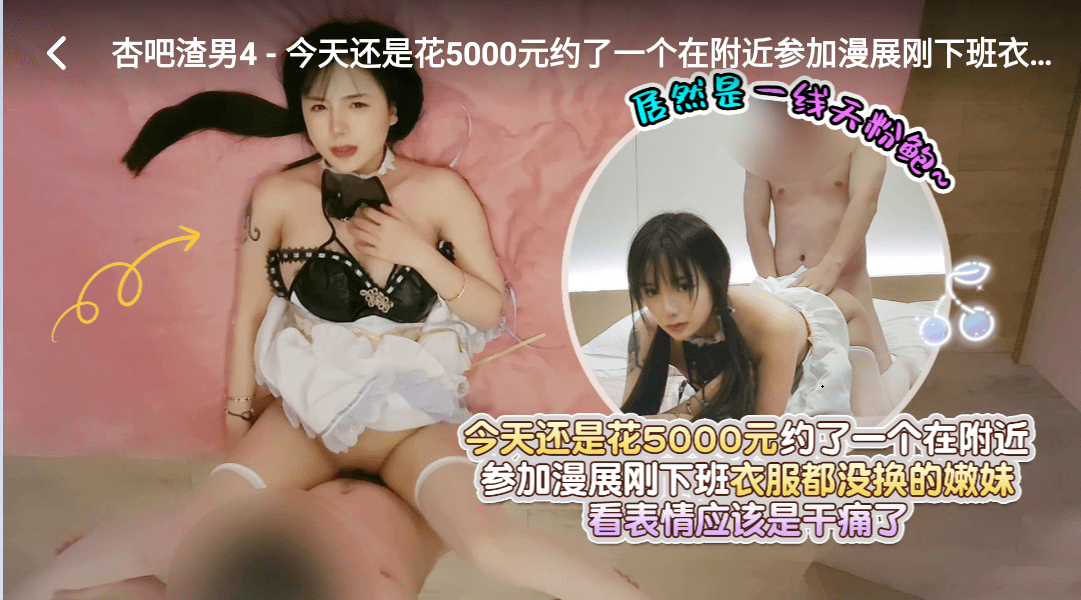 杏吧渣男4 - 今天还是花5000元约了一个在附近参加漫展刚下班衣...
居然是一线天粉鲍~
今天还是花5000元约了一个在附近
参加漫展刚下班衣服都没换的嫩妹
看表情应该是干痛了